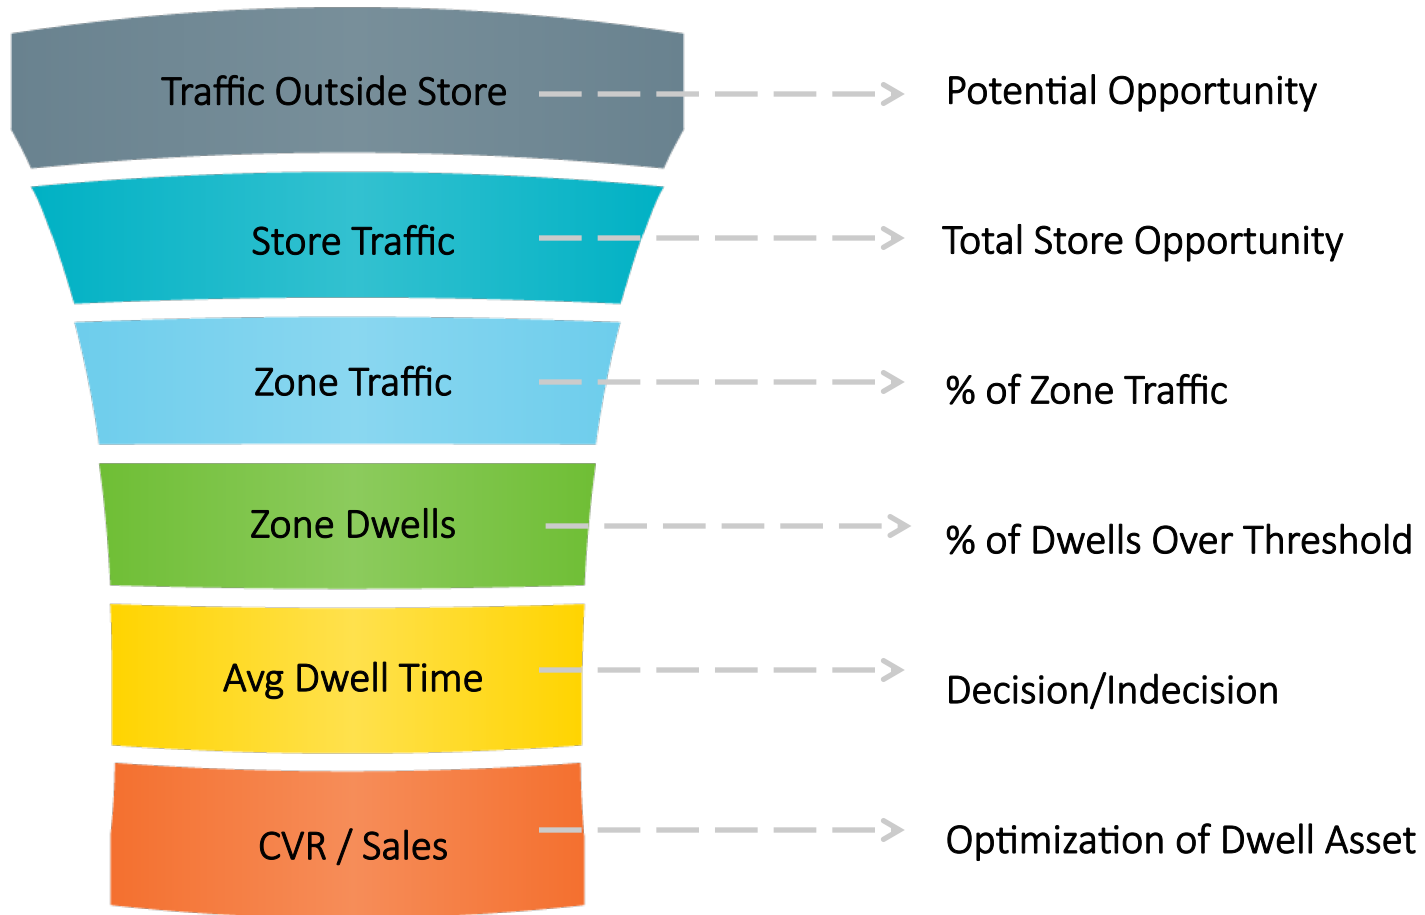 Traffic Outside Store
Potential Opportunity
Store Traffic
Total Store Opportunity
Zone Traffic
% of Zone Traffic
Zone Dwells
% of Dwells Over Threshold
Avg Dwell Time
Decision/Indecision
CVR / Sales
Optimization of Dwell Asset